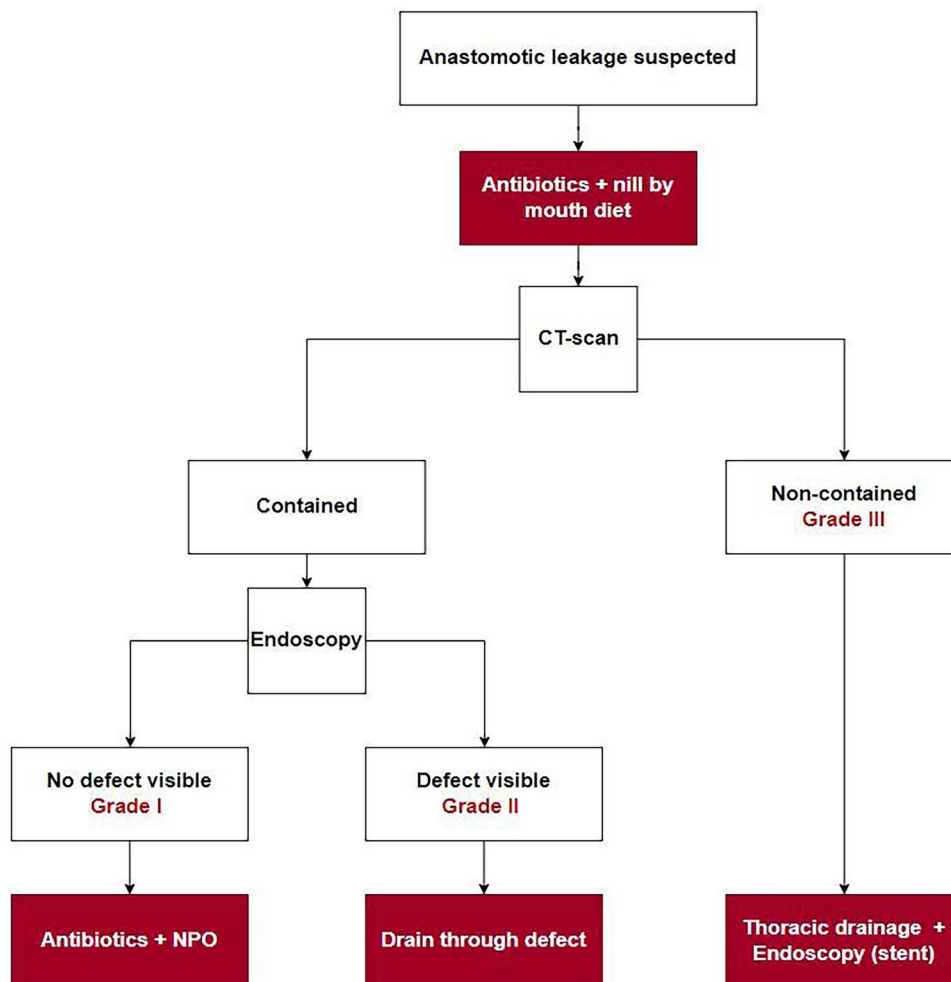 Anastomotic leakage suspected
Antibiotics + nill by
mouth diet
CT-scan
Contained
Non-contained
Grade III
Endoscopy
No defect visible
Grade I
Defect visible
Grade II
Antibiotics + NPO
Drain through defect
Thoracic drainage +
Endoscopy (stent)